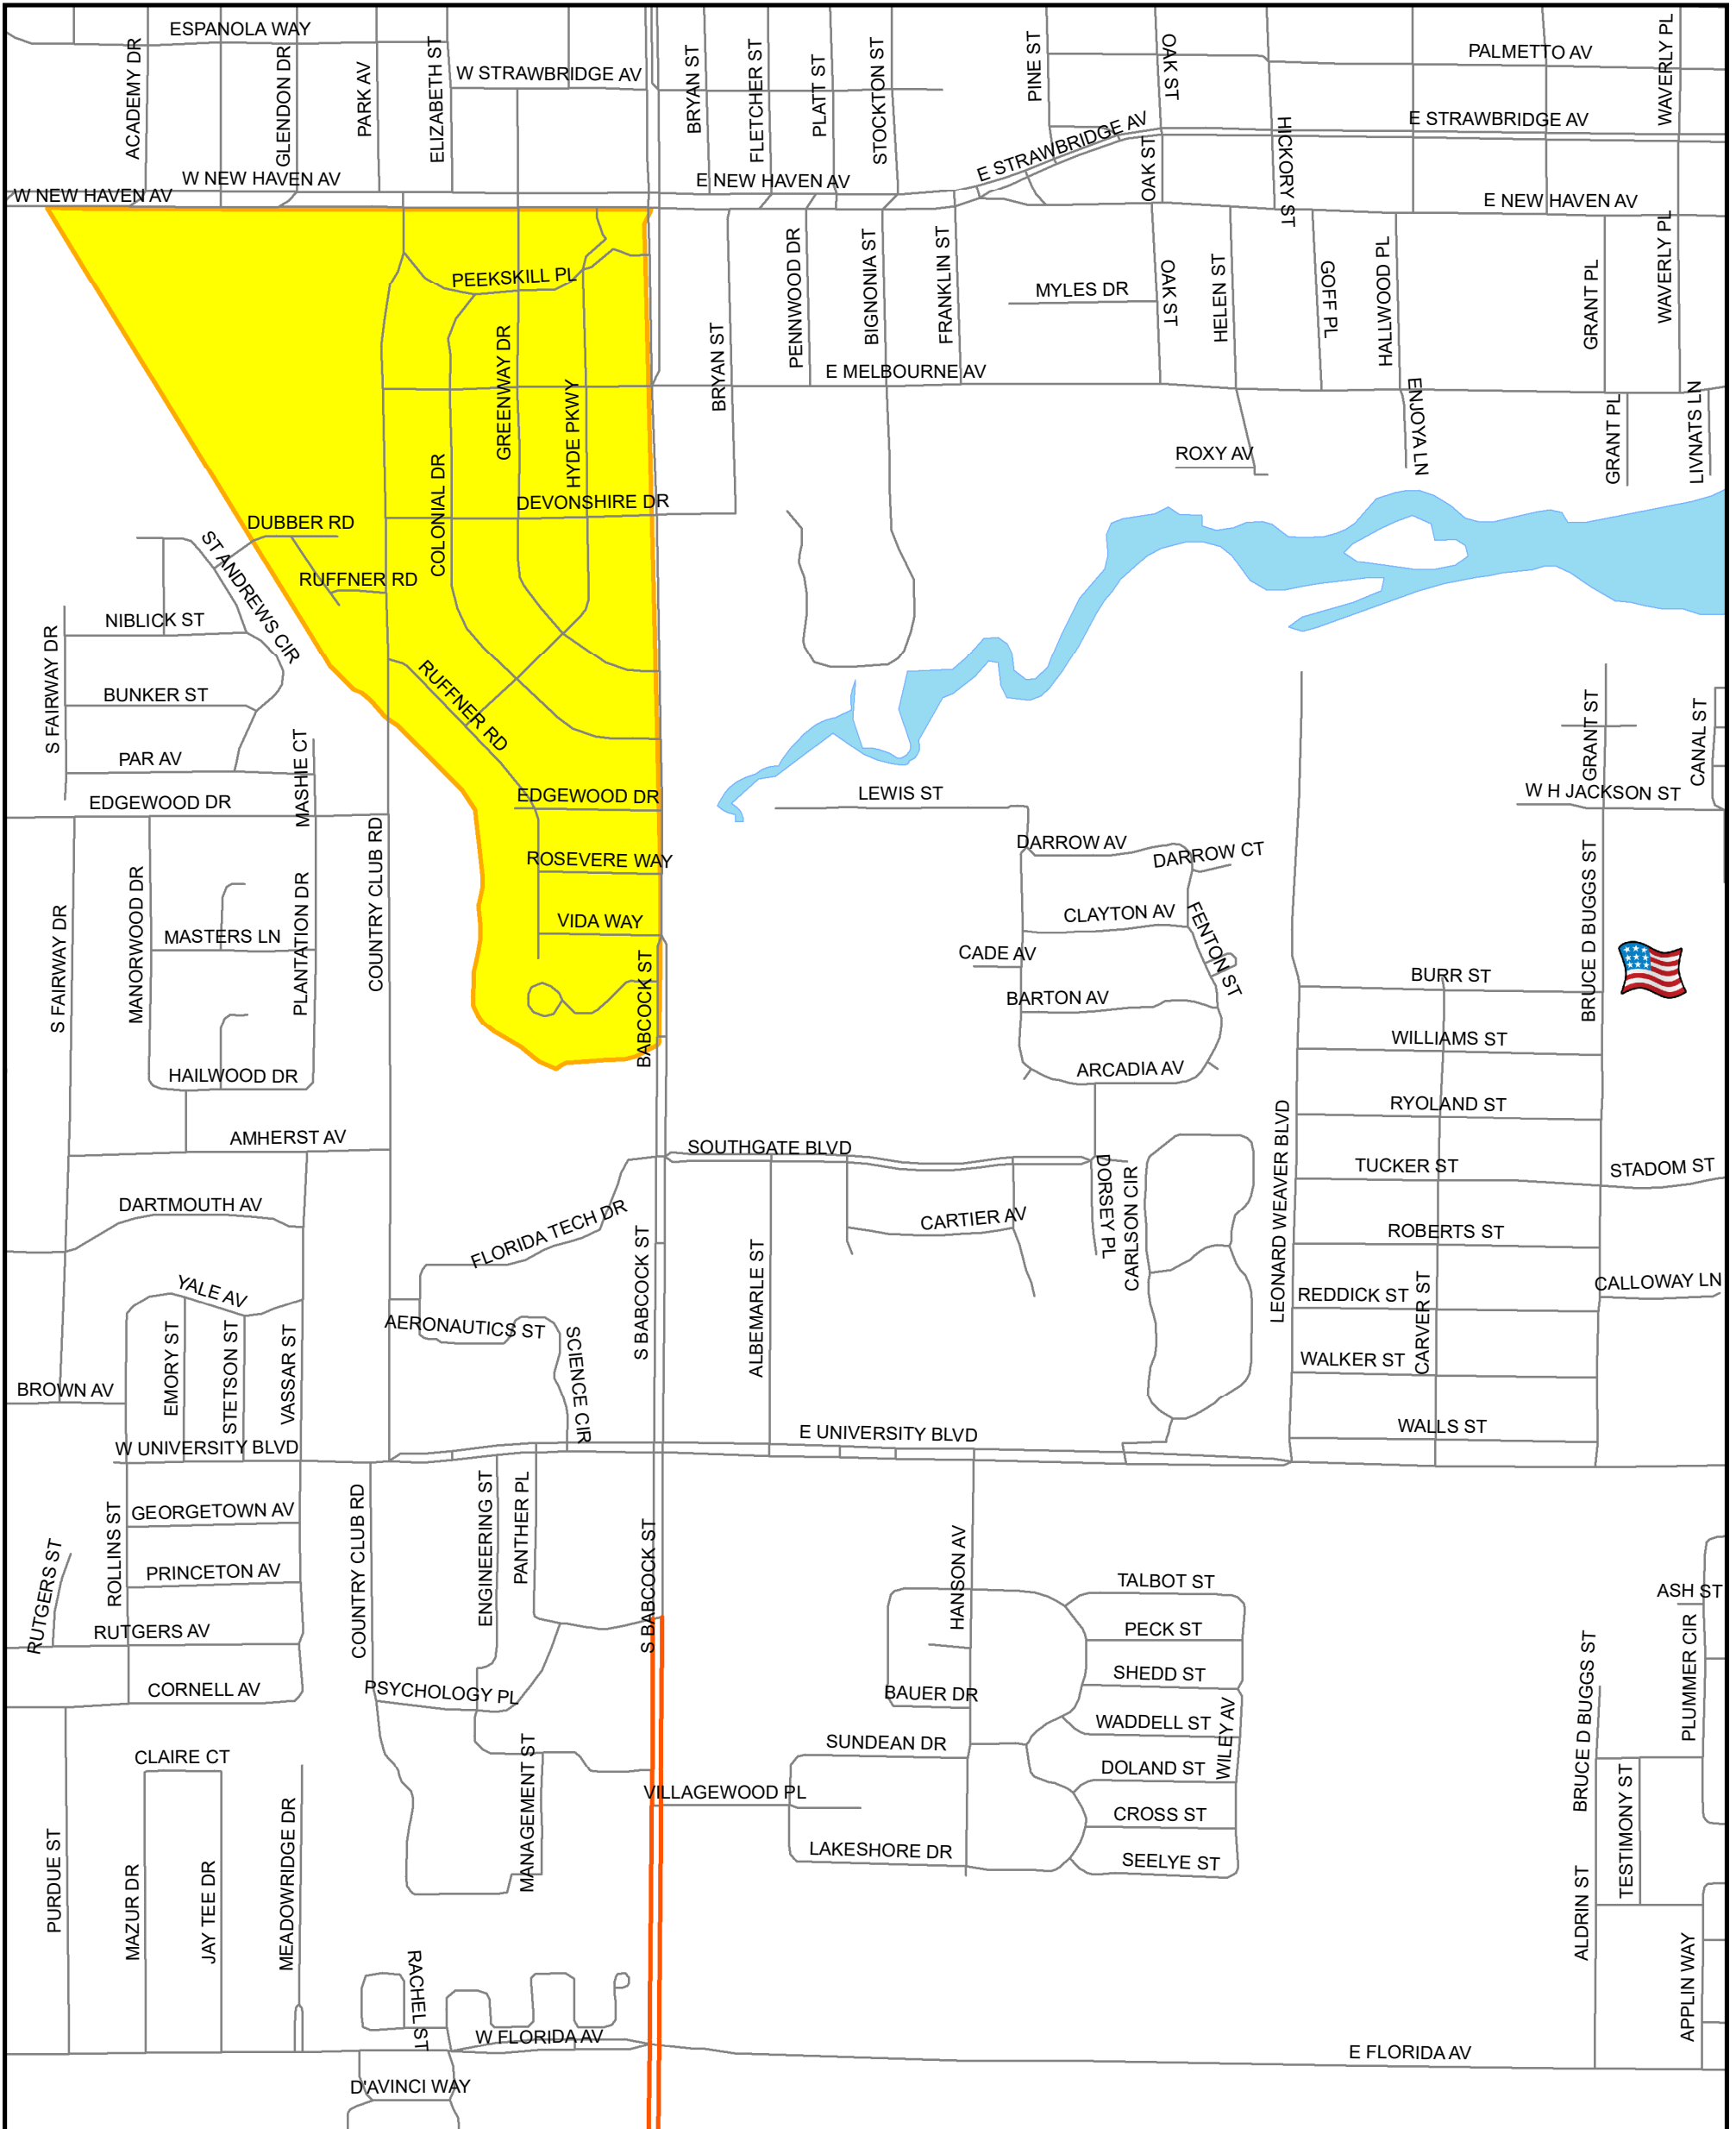 ESPANOLA WAY
ACADEMY DR
GLENDON DR
PARK AV
ELIZABETH ST
W STRAWBRIDGE AV
BRYAN ST
FLETCHER ST
PLATT ST
STOCKTON ST
PINE ST
OAK ST
PALMETTO AV
WAVERLY PL
E STRAWBRIDGE AV
E STRAWBRIDGE AV
HICKORY ST
OAK ST
W NEW HAVEN AV
W NEW HAVEN AV
E NEW HAVEN AV
E NEW HAVEN AV
PEEKSKILL PL
GREENWAY DR
HYDE PKWY
COLONIAL DR
BRYAN ST
PENNWOOD DR
BIGNONIA ST
FRANKLIN ST
MYLES DR
OAK ST
HELEN ST
GOFF PL
HALLWOOD PL
GRANT PL
WAVERLY PL
E MELBOURNE AV
ENJOYA LN
GRANT PL
LIVNATS LN
ROXY AV
DEVONSHIRE DR
DUBBER RD
ST ANDREWS CIR
RUFFNER RD
NIBLICK ST
S FAIRWAY DR
BUNKER ST
RUFFNER RD
PAR AV
MASHIE CT
EDGEWOOD DR
EDGEWOOD DR
LEWIS ST
GRANT ST
CANAL ST
W H JACKSON ST
DARROW AV
DARROW CT
ROSEVERE WAY
COUNTRY CLUB RD
MANORWOOD DR
PLANTATION DR
S FAIRWAY DR
MASTERS LN
VIDA WAY
CLAYTON AV
FENTON ST
CADE AV
BARTON AV
BABCOCK ST
BRUCE D BUGGS ST
BURR ST
WILLIAMS ST
HAILWOOD DR
ARCADIA AV
RYOLAND ST
LEONARD WEAVER BLVD
AMHERST AV
SOUTHGATE BLVD
DORSEY PL
CARLSON CIR
TUCKER ST
STADOM ST
DARTMOUTH AV
FLORIDA TECH DR
CARTIER AV
ROBERTS ST
S BABCOCK ST
ALBEMARLE ST
YALE AV
REDDICK ST
CALLOWAY LN
CARVER ST
AERONAUTICS ST
SCIENCE CIR
EMORY ST
STETSON ST
VASSAR ST
WALKER ST
BROWN AV
W UNIVERSITY BLVD
E UNIVERSITY BLVD
WALLS ST
ROLLINS ST
GEORGETOWN AV
COUNTRY CLUB RD
ENGINEERING ST
PANTHER PL
S BABCOCK ST
HANSON AV
RUTGERS ST
PRINCETON AV
TALBOT ST
ASH ST
RUTGERS AV
PECK ST
BRUCE D BUGGS ST
PLUMMER CIR
CORNELL AV
PSYCHOLOGY PL
BAUER DR
SHEDD ST
WADDELL ST
WILEY AV
CLAIRE CT
SUNDEAN DR
DOLAND ST
MANAGEMENT ST
VILLAGEWOOD PL
CROSS ST
TESTIMONY ST
LAKESHORE DR
SEELYE ST
PURDUE ST
MAZUR DR
JAY TEE DR
MEADOWRIDGE DR
ALDRIN ST
APPLIN WAY
RACHEL ST
W FLORIDA AV
E FLORIDA AV
D'AVINCI WAY